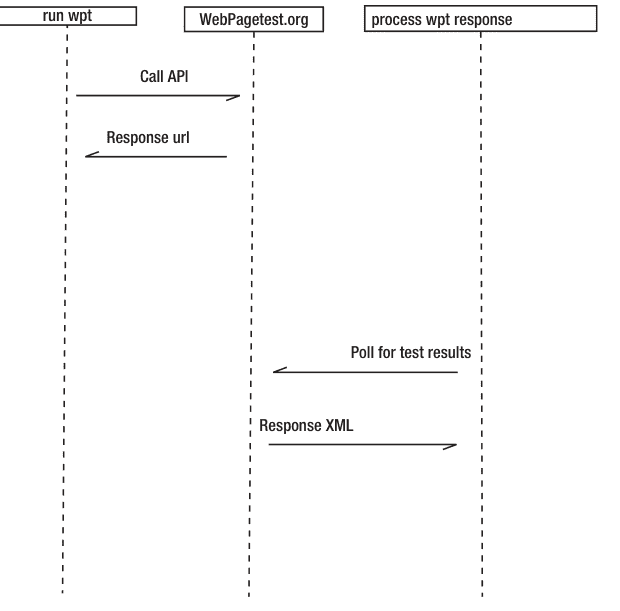 run wpt
WebPagetest.org
process wpt response
Call API
Response url
Poll for test results
Response XML